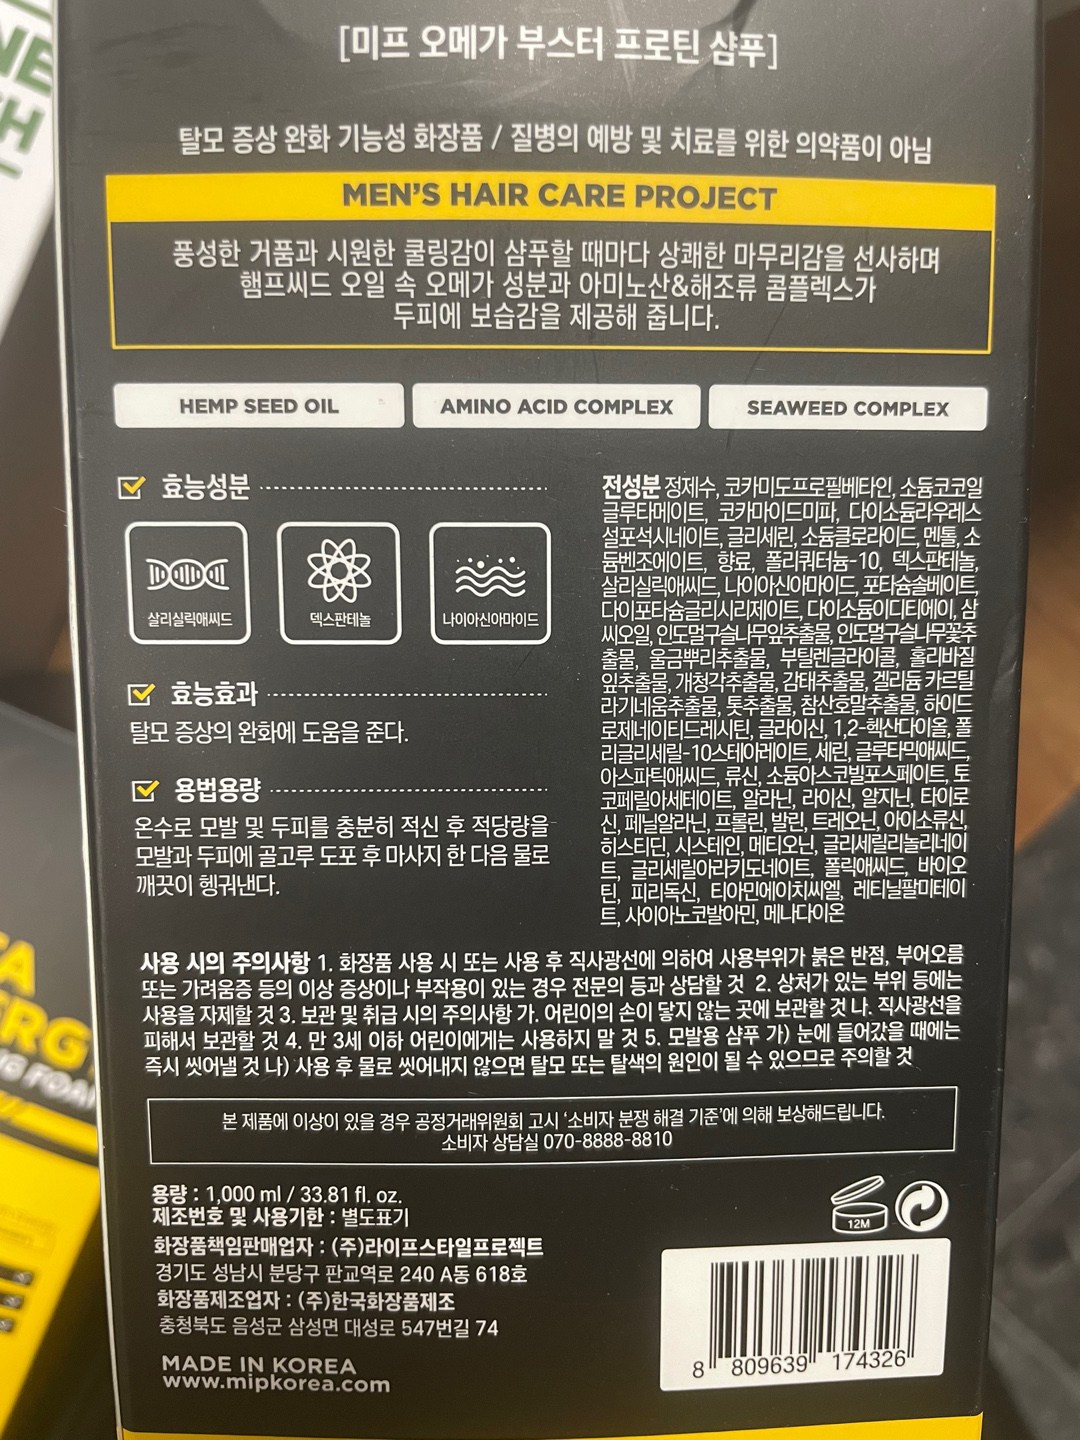 [미프 오메가 부스터 프로틴 샴푸]
탈모 증상 완화 기능성 화장품 / 질병의 예방 및 치료를 위한 의약품이 아님
MEN'S HAIR CARE PROJECT
풍성한 거품과 시원한 쿨링감이 샴푸할 때마다 상쾌한 마무리감을 선사하며
햄프씨드 오일 속 오메가 성분과 아미노산&해조류 콤플렉스가
두피에 보습감을 제공해 줍니다.
HEMP SEED OIL
AMINO ACID COMPLEX
SEAWEED COMPLEX
효능성분
살리실릭애씨드
덱스판테놀
나이아신아마이드
효능효과
탈모 증상의 완화에 도움을 준다.
용법용량
온수로 모발 및 두피를 충분히 적신 후 적당량을
모발과 두피에 골고루 도포 후 마사지 한 다음 물로
깨끗이 헹궈낸다.
전성분 정제수, 코카미도프로필베타인, 소듐코코일
글루타메이트, 코카마이드미파, 다이소듐라우레스
설포석시네이트, 글리세린, 소듐클로라이드, 멘톨, 소
듐벤조에이트, 향료, 폴리쿼터늄-10, 덱스판테놀,
살리실릭애씨드, 나이아신아마이드, 포타슘솔베이트,
다이포타슘글리시리제이트, 다이소듐이디티에이, 삼
씨오일, 인도멀구슬나무잎추출물, 인도멀구슬나무꽃추
출물, 울금뿌리추출물, 부틸렌글라이콜, 홀리바질
잎추출물, 개청각추출물, 감태추출물, 겔리듐 카르틸
라기네움추출물, 톳추출물, 참산호말추출물, 하이드
로제네이티드레시틴, 글라이신, 1,2-헥산다이올, 폴
리글리세릴-10스테아레이트, 세린, 글루타믹애씨드,
아스파틱애씨드, 류신, 소듐아스코빌포스페이트, 토
코페릴아세테이트, 알라닌, 라이신, 알지닌, 타이로
신, 페닐알라닌, 프롤린, 발린, 트레오닌, 아이소류신,
히스티딘, 시스테인, 메티오닌, 글리세릴리놀리네이
트, 글리세릴아라키도네이트, 폴릭애씨드, 바이오
틴, 피리독신, 티아민에이치씨엘, 레티닐팔미테이
트, 사이아노코발아민, 메나다이온
사용 시의 주의사항 1. 화장품 사용 시 또는 사용 후 직사광선에 의하여 사용부위가 붉은 반점, 부어오름
또는 가려움증 등의 이상 증상이나 부작용이 있는 경우 전문의 등과 상담할 것 2. 상처가 있는 부위 등에는
사용을 자제할 것 3. 보관 및 취급 시의 주의사항 가. 어린이의 손이 닿지 않는 곳에 보관할 것 나. 직사광선을
피해서 보관할 것 4. 만 3세 이하 어린이에게는 사용하지 말 것 5. 모발용 샴푸 가) 눈에 들어갔을 때에는
즉시 씻어낼 것 나) 사용 후 물로 씻어내지 않으면 탈모 또는 탈색의 원인이 될 수 있으므로 주의할 것
본 제품에 이상이 있을 경우 공정거래위원회 고시 '소비자 분쟁 해결 기준'에 의해 보상해드립니다.
소비자 상담실 070-8888-8810
용량 : 1,000 ml / 33.81 fl. oz.
제조번호 및 사용기한 : 별도표기
화장품책임판매업자 : (주)라이프스타일프로젝트
경기도 성남시 분당구 판교역로 240 A동 618호
화장품제조업자 : (주)한국화장품제조
충청북도 음성군 삼성면 대성로 547번길 74
MADE IN KOREA
www.mipkorea.com
12M
8 809639 174326